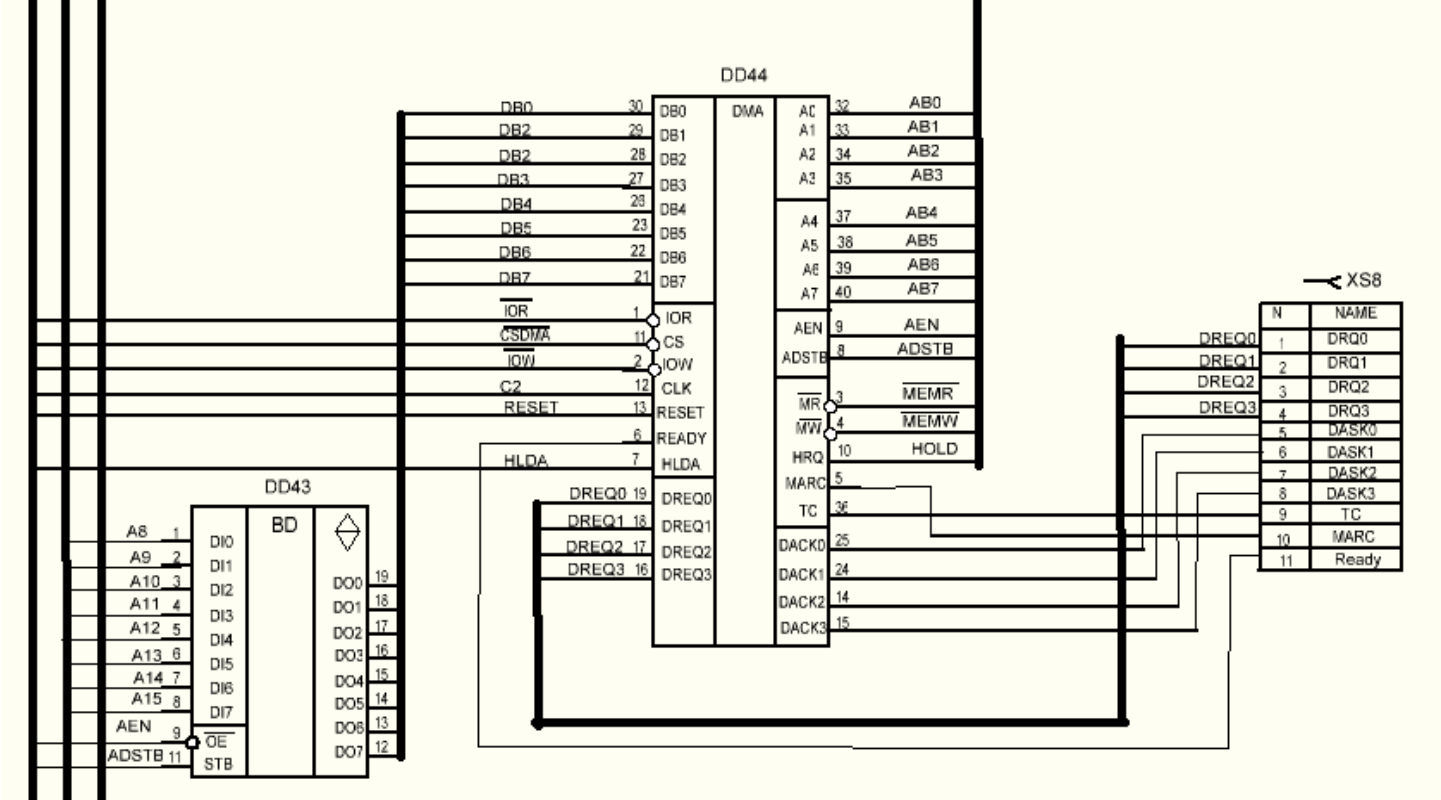 DD44
DB0 30 DB0 DMA A0 32 AB0
DB2 29 DB1 A1 33 AB1
DB2 28 DB2 A2 34 AB2
DB3 27 DB3 A3 35 AB3
DB4 26 DB4 A4 37 AB4
DB5 23 DB5 A5 38 AB5
DB6 22 DB6 A6 39 AB6
DB7 21 DB7 A7 40 AB7
IOR 1 IOR AEN 9 AEN
CSDMA 11 CS ADSTB 8 ADSTB
IOW 2 IOW
C2 12 CLK MR 3 MEMR
RESET 13 RESET MW 4 MEMW
6 READY HRQ 10 HOLD
HLDA 7 HLDA MARC 5
TC 36
DREQ0 19 DREQ0
DREQ1 18 DREQ1 DACK0 25
DREQ2 17 DREQ2 DACK1 24
DREQ3 16 DREQ3 DACK2 14
DACK3 15
XS8
N NAME
DREQ0 1 DRQ0
DREQ1 2 DRQ1
DREQ2 3 DRQ2
DREQ3 4 DRQ3
5 DASK0
6 DASK1
7 DASK2
8 DASK3
9 TC
10 MARC
11 Ready
DD43
BD
A8 1 DI0
A9 2 DI1
A10 3 DI2 DO0 19
A11 4 DI3 DO1 18
A12 5 DI4 DO2 17
A13 6 DI5 DO3 16
A14 7 DI6 DO4 15
A15 8 DI7 DO5 14
AEN 9 OE DO6 13
ADSTB 11 STB DO7 12